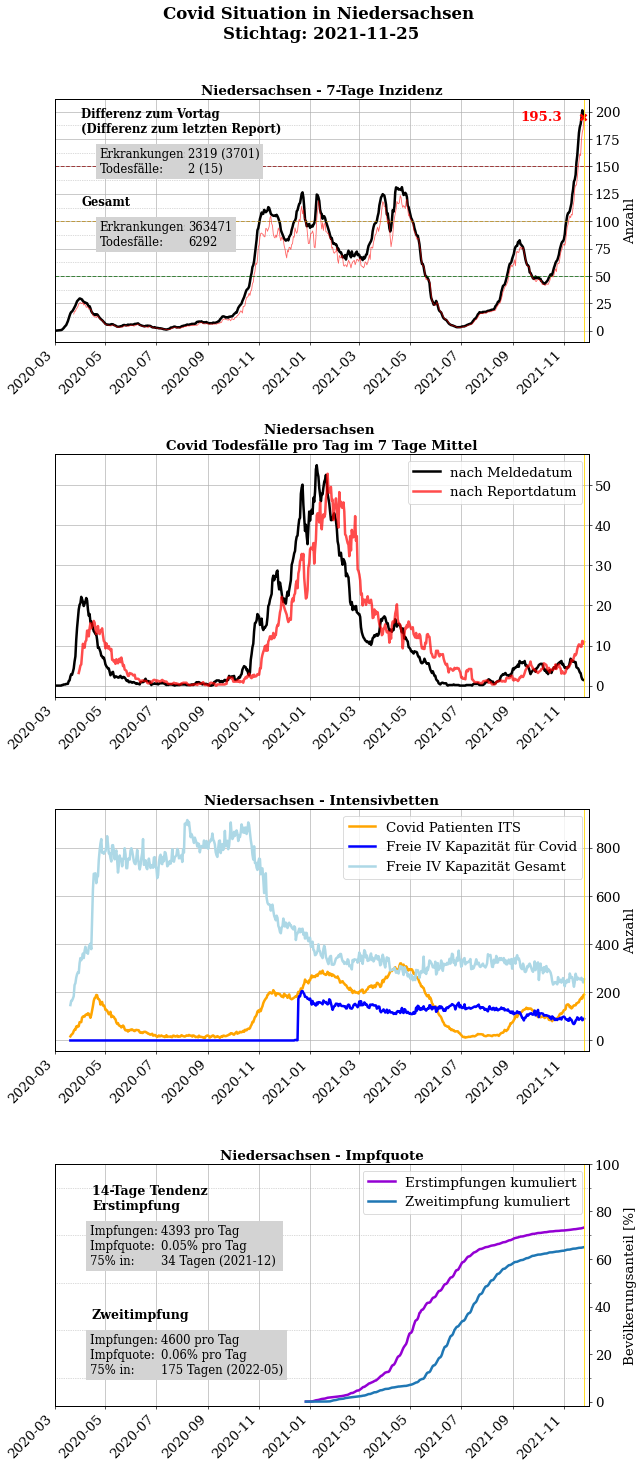 Covid Situation in Niedersachsen
Stichtag: 2021-11-25
Niedersachsen - 7-Tage Inzidenz
Differenz zum Vortag
(Differenz zum letzten Report)
Erkrankungen 2319 (3701)
Todesfälle: 2 (15)
Gesamt
Erkrankungen 363471
Todesfälle: 6292
195.3
200
175
150
125
100
75
50
25
0
Anzahl
2020-03
2020-05
2020-07
2020-09
2020-11
2021-01
2021-03
2021-05
2021-07
2021-09
2021-11
Niedersachsen
Covid Todesfälle pro Tag im 7 Tage Mittel
nach Meldedatum
nach Reportdatum
50
40
30
20
10
0
2020-03
2020-05
2020-07
2020-09
2020-11
2021-01
2021-03
2021-05
2021-07
2021-09
2021-11
Niedersachsen - Intensivbetten
Covid Patienten ITS
Freie IV Kapazität für Covid
Freie IV Kapazität Gesamt
800
600
400
200
0
Anzahl
2020-03
2020-05
2020-07
2020-09
2020-11
2021-01
2021-03
2021-05
2021-07
2021-09
2021-11
Niedersachsen - Impfquote
14-Tage Tendenz
Erstimpfung
Impfungen: 4393 pro Tag
Impfquote: 0.05% pro Tag
75% in: 34 Tagen (2021-12)
Zweitimpfung
Impfungen: 4600 pro Tag
Impfquote: 0.06% pro Tag
75% in: 175 Tagen (2022-05)
Erstimpfungen kumuliert
Zweitimpfung kumuliert
100
80
60
40
20
0
Bevölkerungsanteil [%]
2020-03
2020-05
2020-07
2020-09
2020-11
2021-01
2021-03
2021-05
2021-07
2021-09
2021-11